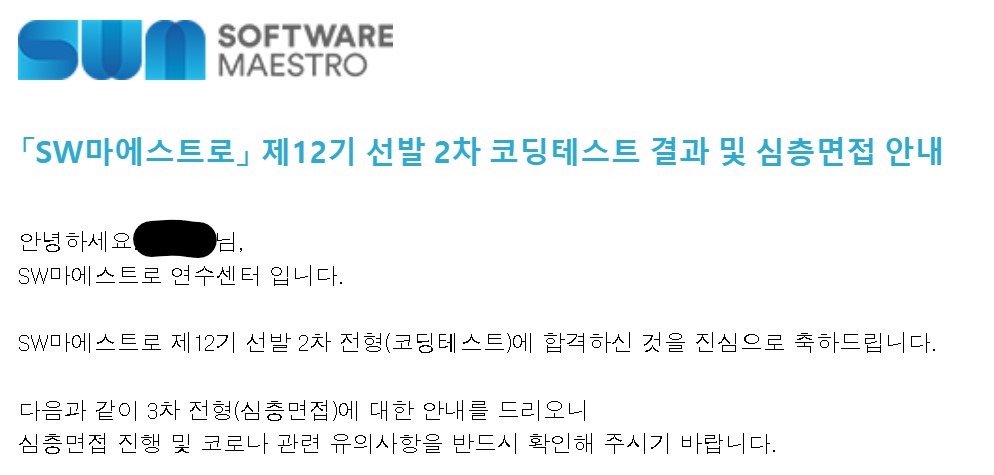 SOFTWARE
MAESTRO
「SW마에스트로」 제12기 선발 2차 코딩테스트 결과 및 심층면접 안내
안녕하세요 님,
SW마에스트로 연수센터 입니다.
SW마에스트로 제12기 선발 2차 전형(코딩테스트)에 합격하신 것을 진심으로 축하드립니다.
다음과 같이 3차 전형(심층면접)에 대한 안내를 드리오니
심층면접 진행 및 코로나 관련 유의사항을 반드시 확인해 주시기 바랍니다.